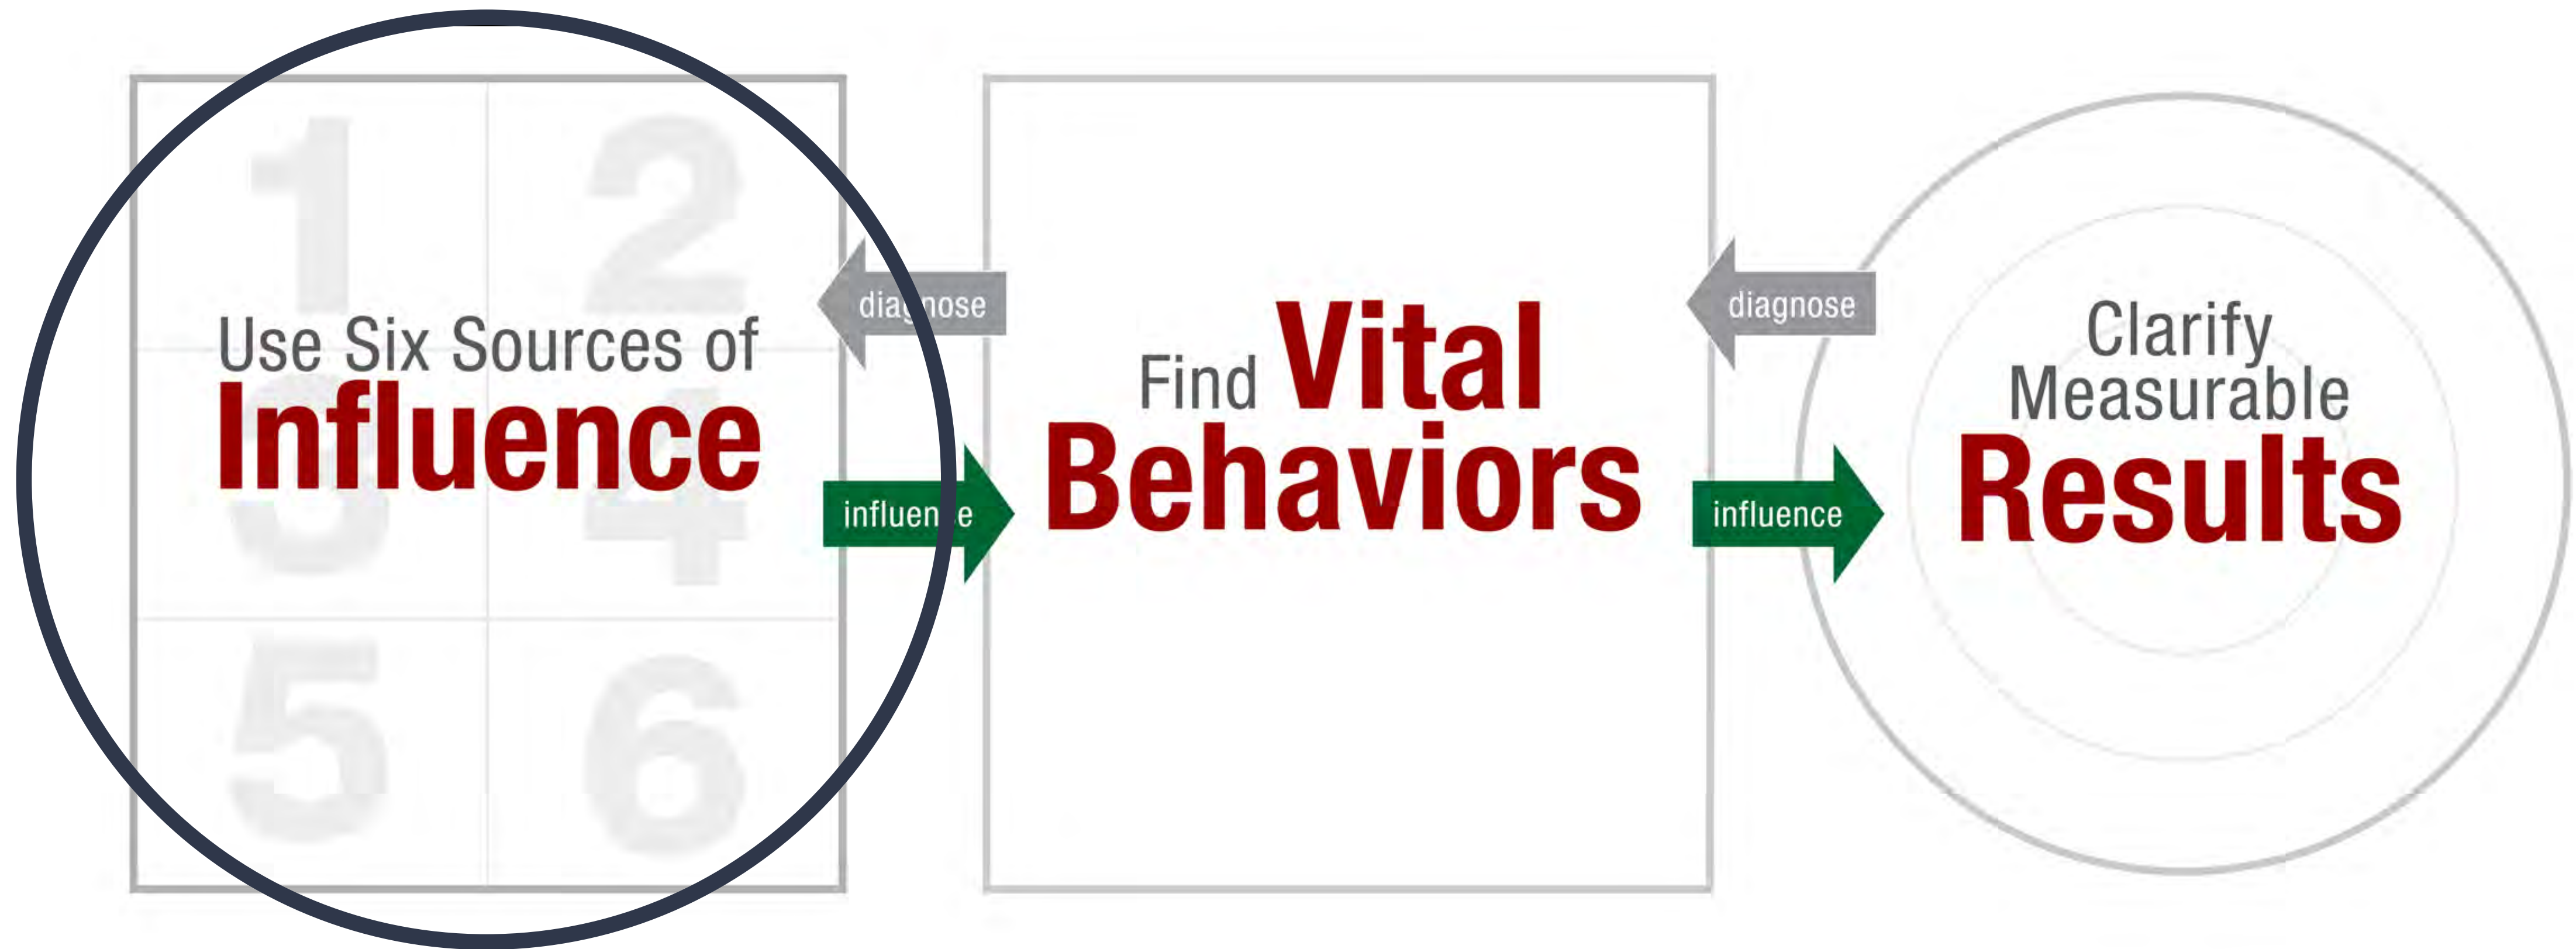 1 2
Use Six Sources of
Influence
3 4
5 6
diagnose
influence
Find Vital
Behaviors
diagnose
influence
Clarify
Measurable
Results